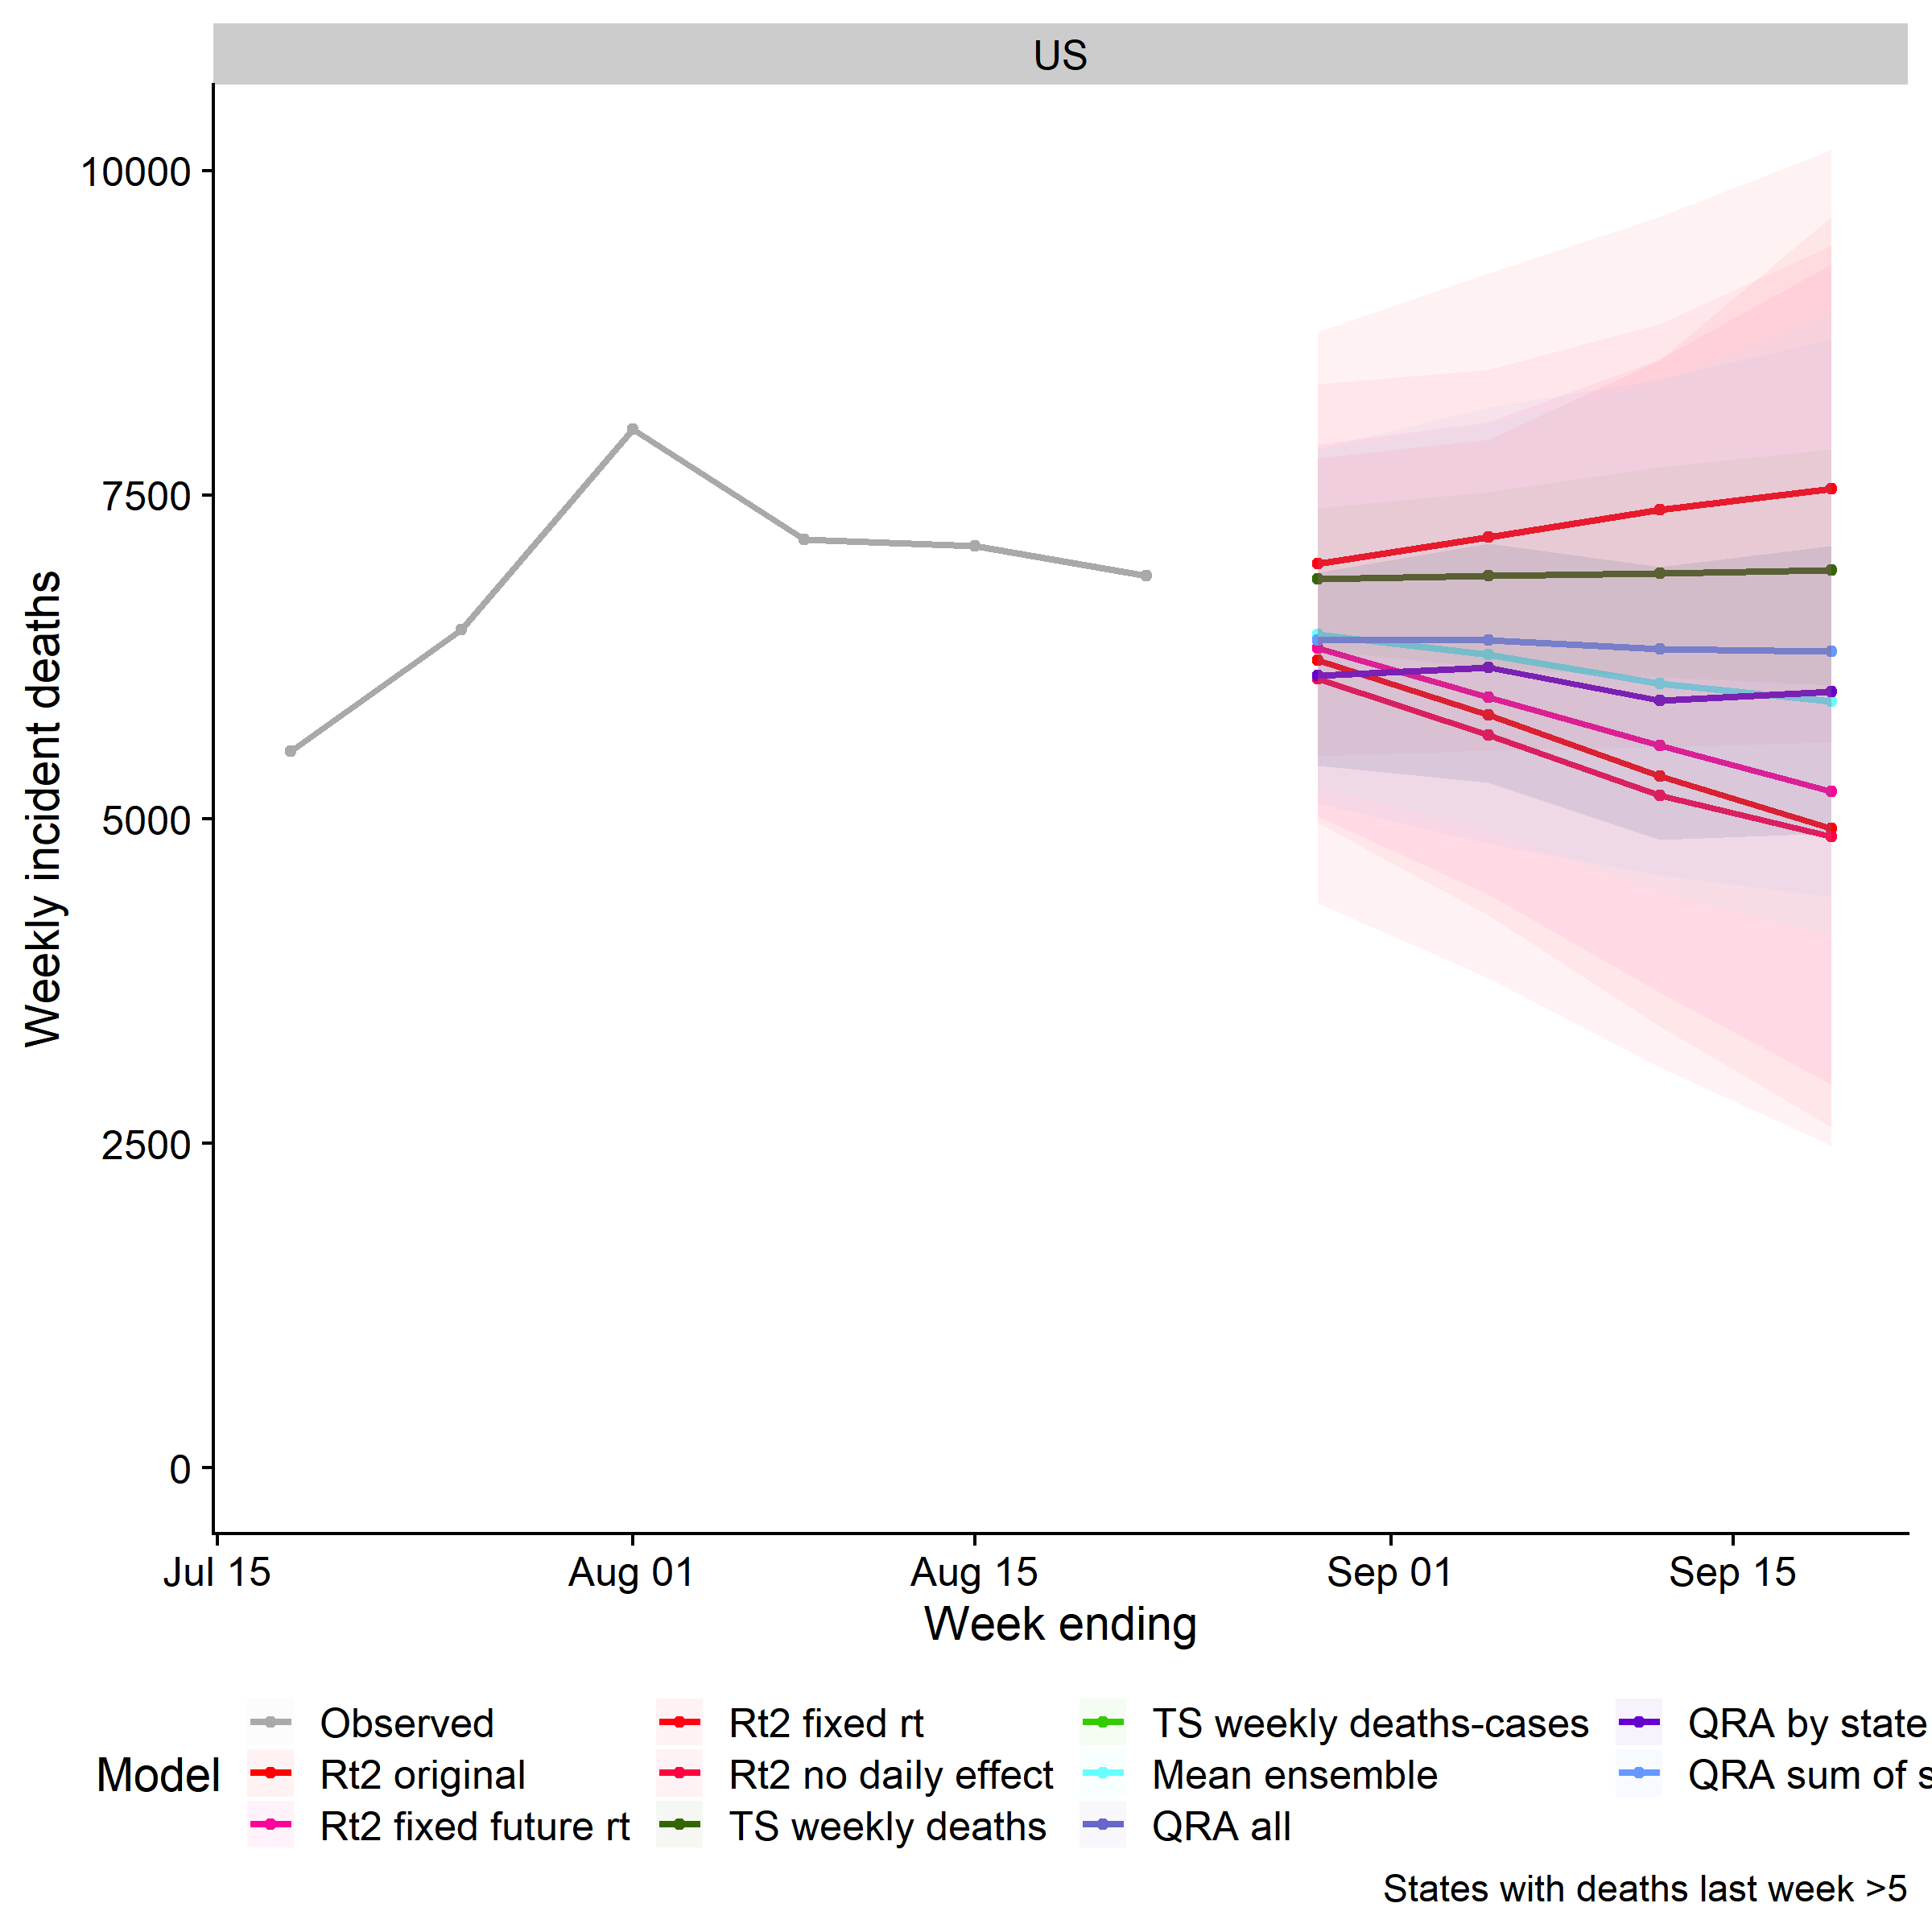 US
10000
7500
5000
2500
0
Weekly incident deaths
Jul 15 Aug 01 Aug 15 Sep 01 Sep 15
Week ending
Model
Observed Rt2 fixed rt TS weekly deaths-cases QRA by state
Rt2 original Rt2 no daily effect Mean ensemble QRA sum of
Rt2 fixed future rt TS weekly deaths QRA all
States with deaths last week >5